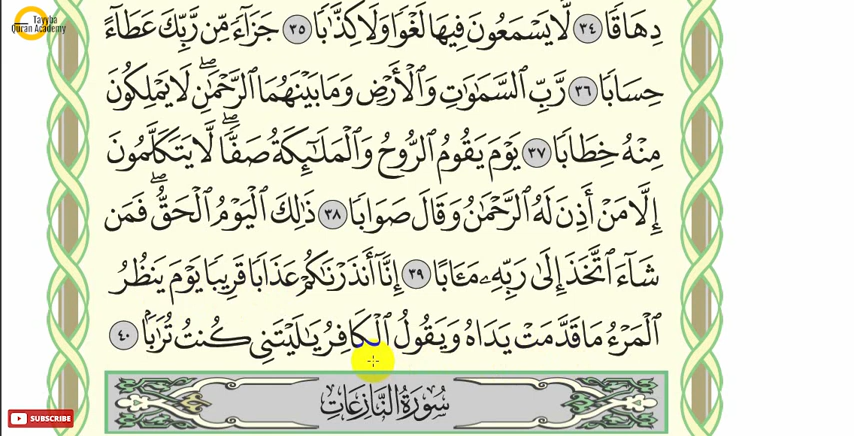 Tayyba
Quran Academy
دِهَاقًا ٣٤ لَّا يَسْمَعُونَ فِيهَا لَغْوًا وَلَا كِذَّٰبًا ٣٥ جَزَآءً مِّن رَّبِّكَ عَطَآءً
حِسَابًا ٣٦ رَّبِّ ٱلسَّمَٰوَٰتِ وَٱلْأَرْضِ وَمَا بَيْنَهُمَا ٱلرَّحْمَٰنِۖ لَا يَمْلِكُونَ
مِنْهُ خِطَابًا ٣٧ يَوْمَ يَقُومُ ٱلرُّوحُ وَٱلْمَلَٰٓئِكَةُ صَفًّاۖ لَّا يَتَكَلَّمُونَ
إِلَّا مَنْ أَذِنَ لَهُ ٱلرَّحْمَٰنُ وَقَالَ صَوَابًا ٣٨ ذَٰلِكَ ٱلْيَوْمُ ٱلْحَقُّۖ فَمَن
شَآءَ ٱتَّخَذَ إِلَىٰ رَبِّهِۦ مَـَٔابًا ٣٩ إِنَّآ أَنذَرْنَٰكُمْ عَذَابًا قَرِيبًا يَوْمَ يَنظُرُ
ٱلْمَرْءُ مَا قَدَّمَتْ يَدَاهُ وَيَقُولُ ٱلْكَافِرُ يَٰلَيْتَنِى كُنتُ تُرَٰبًۢا ٤٠
سُورَةُ النَّازِعَاتِ
SUBSCRIBE